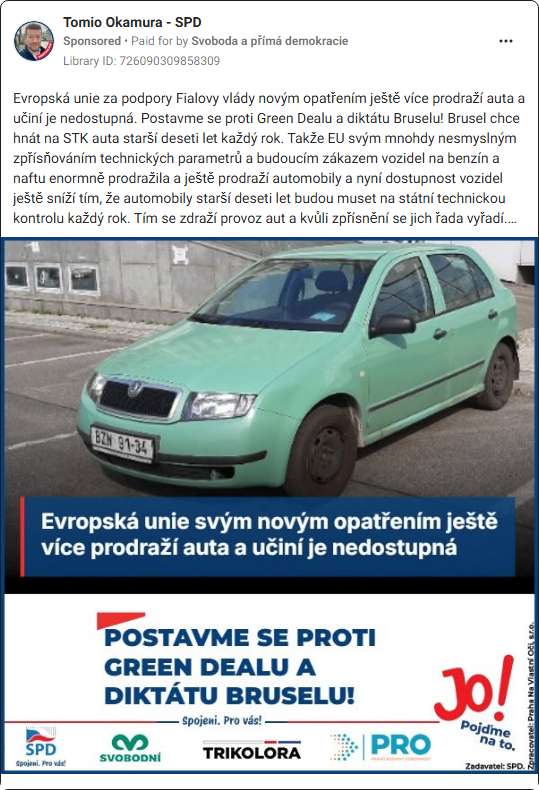 Tomio Okamura - SPD
Sponsored • Paid for by Svoboda a přímá demokracie
Library ID: 726090309858309
Evropská unie za podpory Fialovy vlády novým opatřením ještě více prodraží auta a
učiní je nedostupná. Postavme se proti Green Dealu a diktátu Bruselu! Brusel chce
hnát na STK auta starší deseti let každý rok. Takže EU svým mnohdy nesmyslným
zpřísňováním technických parametrů a budoucím zákazem vozidel na benzín a
naftu enormně prodražila a ještě prodraží automobily a nyní dostupnost vozidel
ještě sníží tím, že automobily starší deseti let budou muset na státní technickou
kontrolu každý rok. Tím se zdraží provoz aut a kvůli zpřísnění se jich řada vyřadí....
BZN 91-34
Evropská unie svým novým opatřením ještě
více prodraží auta a učiní je nedostupná
POSTAVME SE PROTI
GREEN DEALU A
DIKTÁTU BRUSELU!
Spojeni. Pro vás!
Jo!
Pojďme
na to.
SPD
Spojeni. Pro vás!
SVOBODNÍ
TRIKOLORA
PRO
Zadavatel: SPD.
Zpracovatel: Praha Na Vlastní Oči, s.r.o.